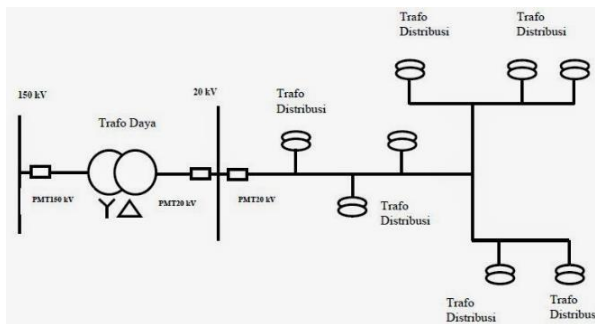 Trafo
Distribusi
Trafo
Distribusi
150 kV
20 kV
Trafo
Distribusi
Trafo Daya
PMT150 kV
PMT20 kV
PMT20 kV
Trafo
Distribusi
Trafo
Distribusi
Trafo
Distribus